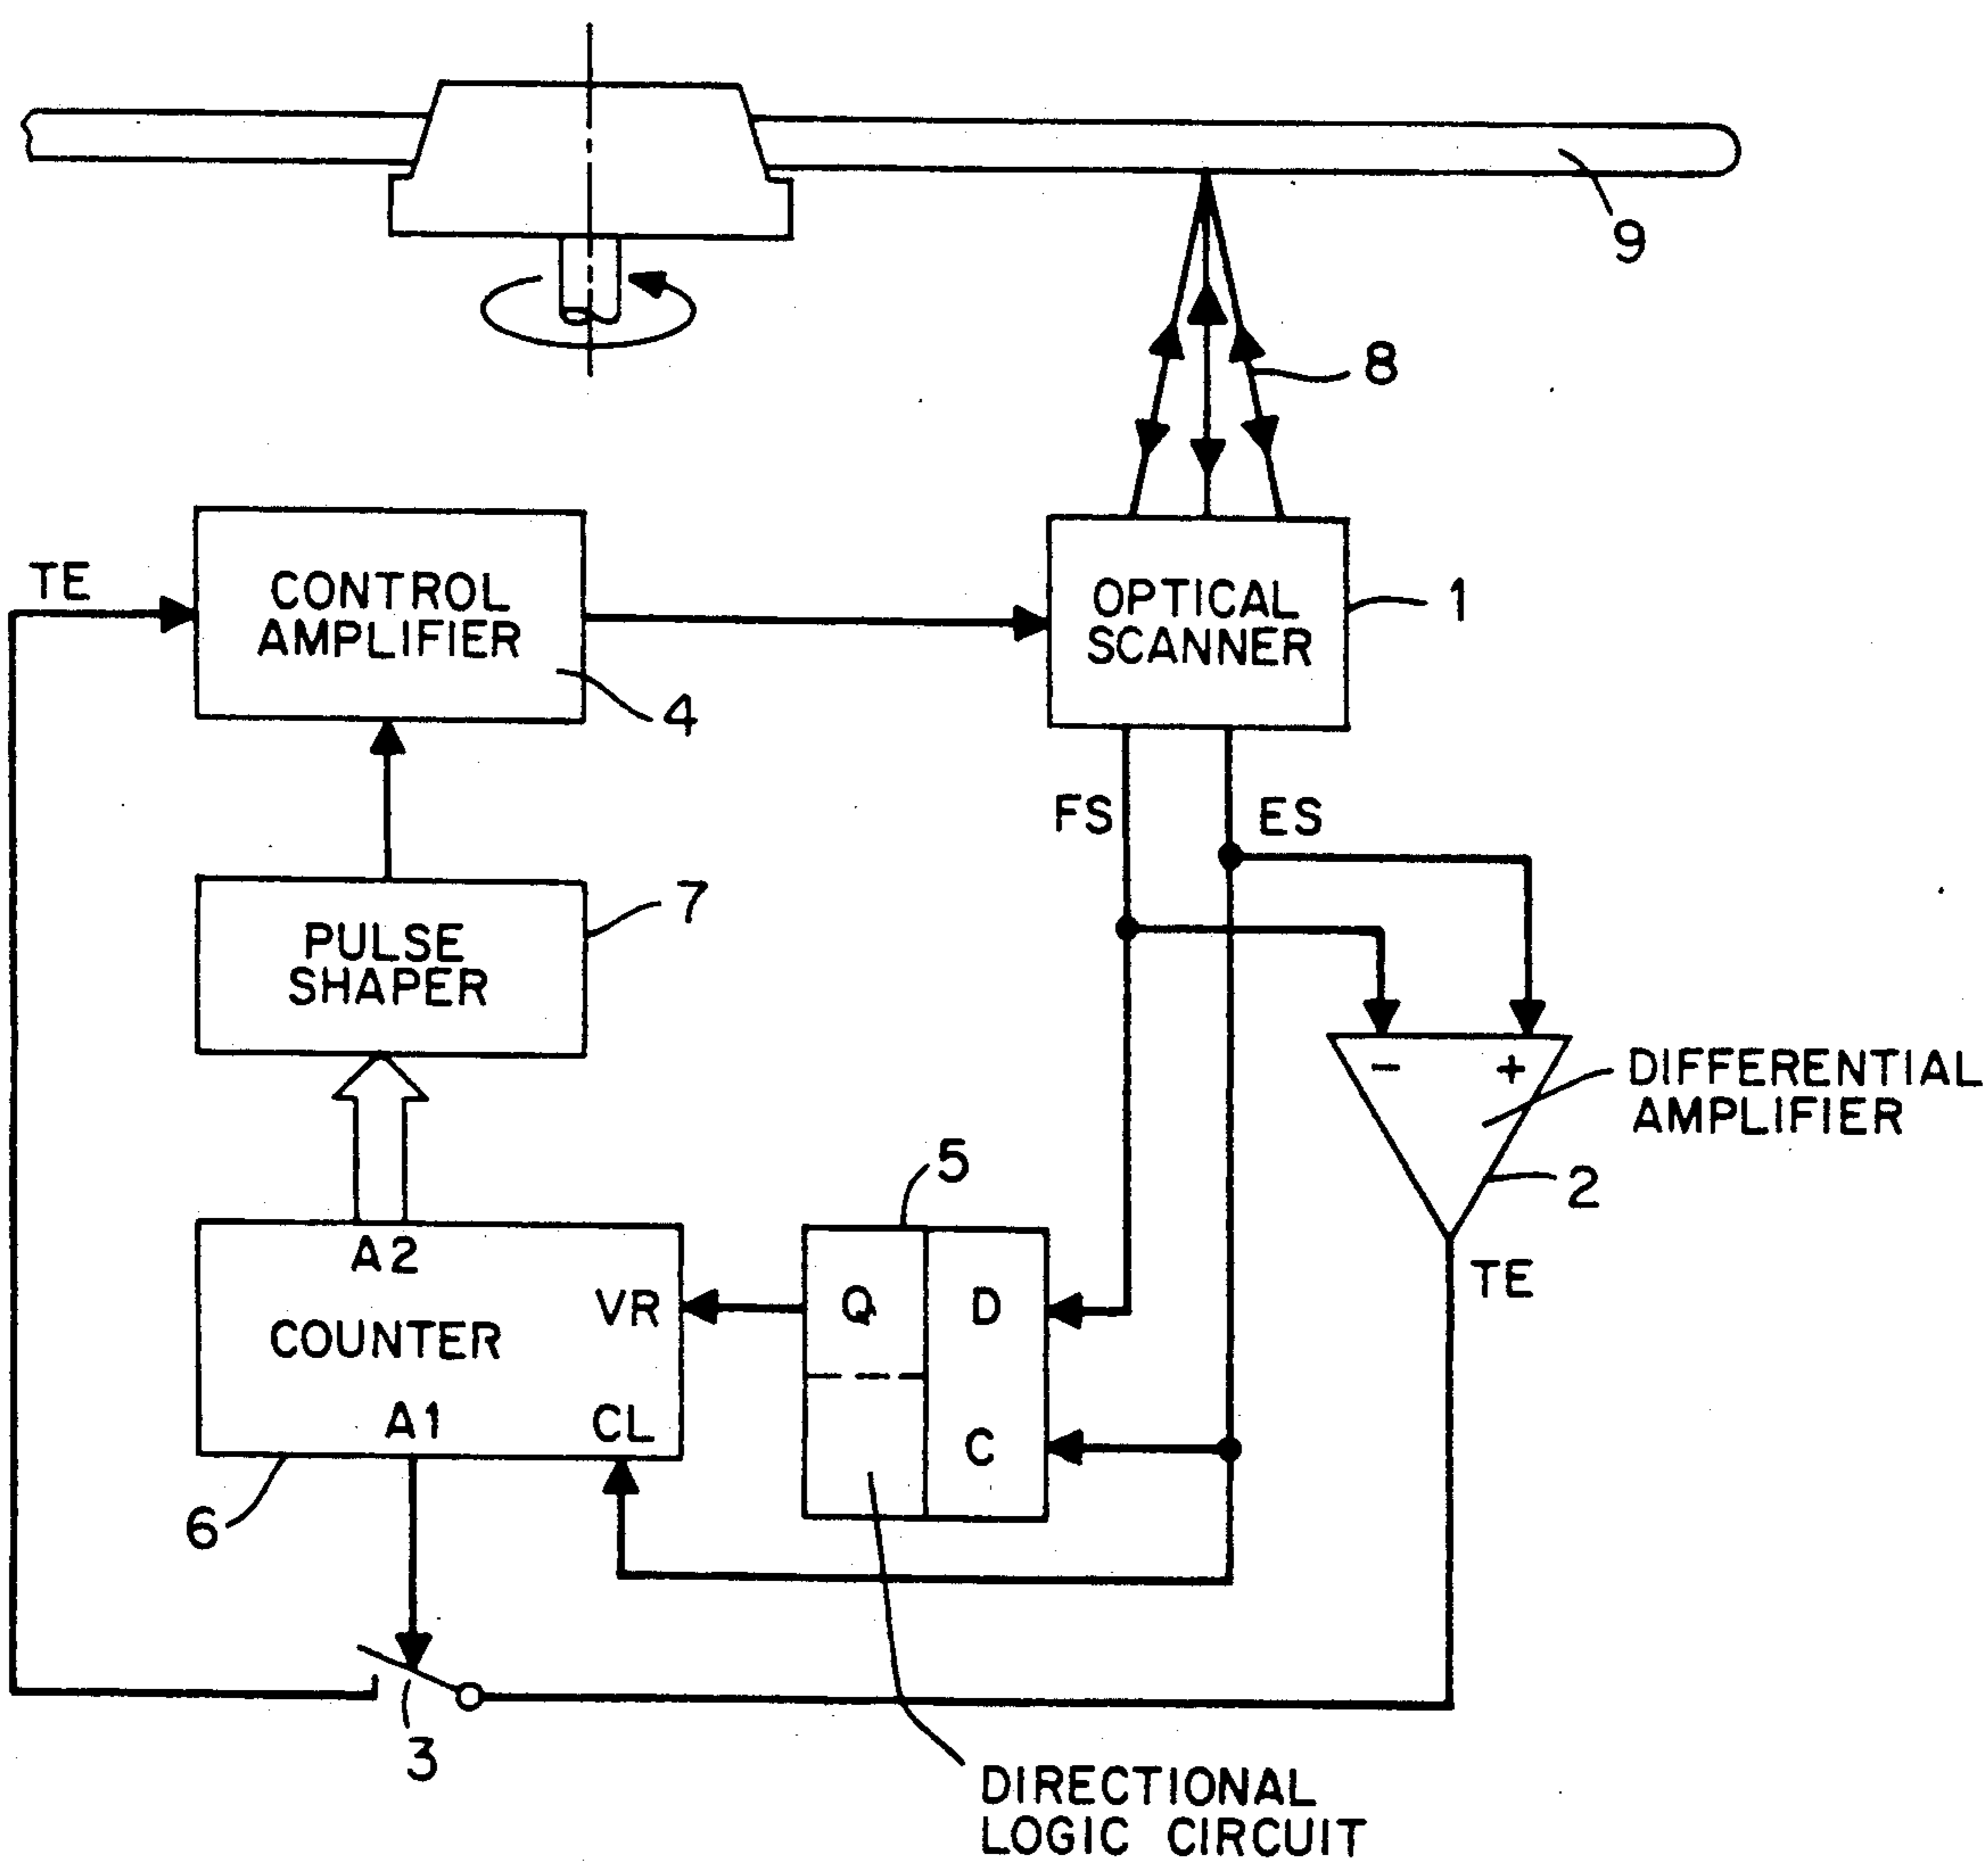 9
8
TE
CONTROL
AMPLIFIER
4
OPTICAL
SCANNER
1
FS
ES
PULSE
SHAPER
7
- +
DIFFERENTIAL
AMPLIFIER
2
TE
5
A2
VR
COUNTER
A1
CL
Q
D
C
6
3
DIRECTIONAL
LOGIC CIRCUIT